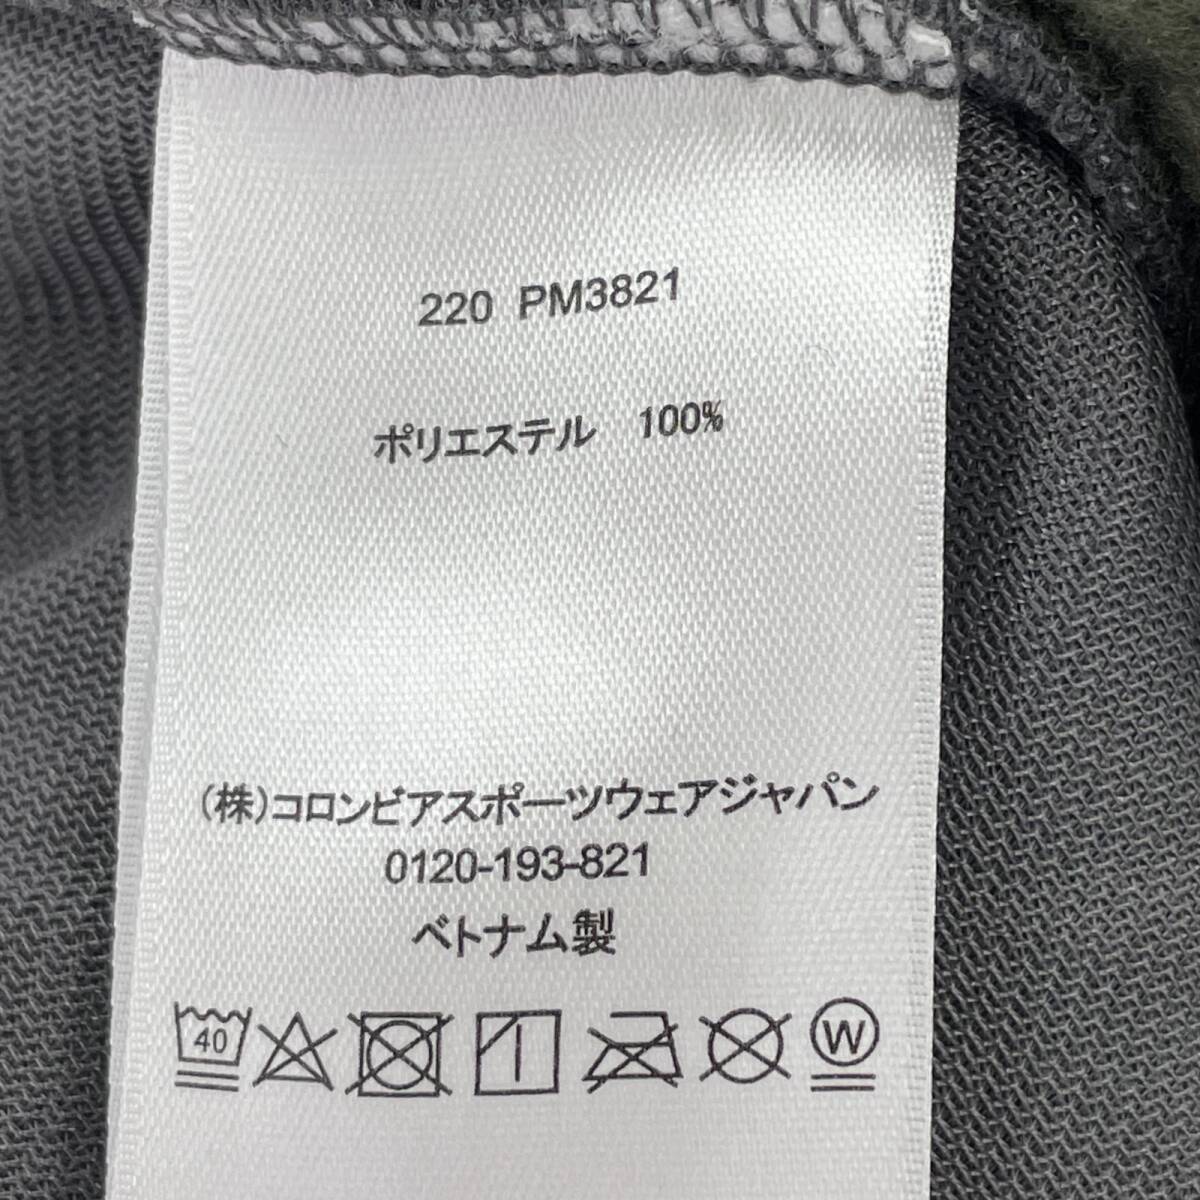 220 PM3821
ポリエステル 100%
(株)コロンビアスポーツウェアジャパン
0120-193-821
ベトナム製
40 W